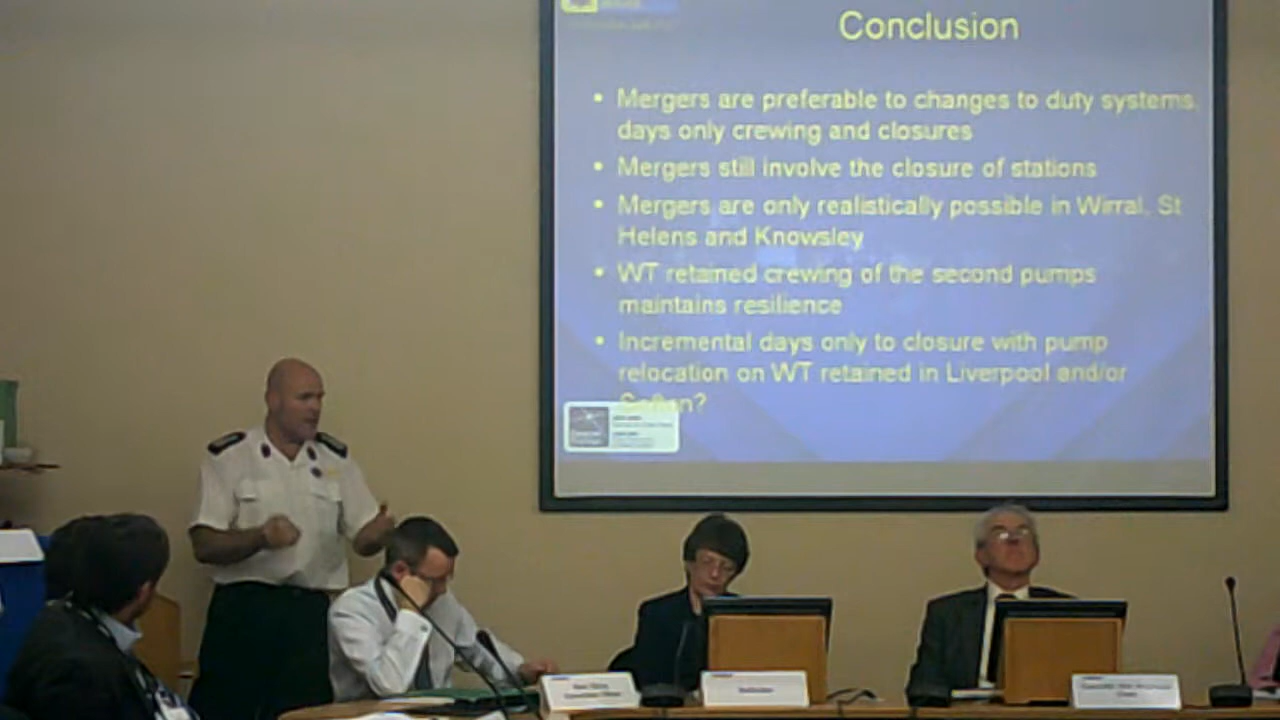 Conclusion
• Mergers are preferable to changes to duty systems,
days only crewing and closures
• Mergers still involve the closure of stations
• Mergers are only realistically possible in Wirral, St
Helens and Knowsley
• WT retained crewing of the second pumps
maintains resilience
• Incremental days only to closure with pump
relocation on WT retained in Liverpool and/or